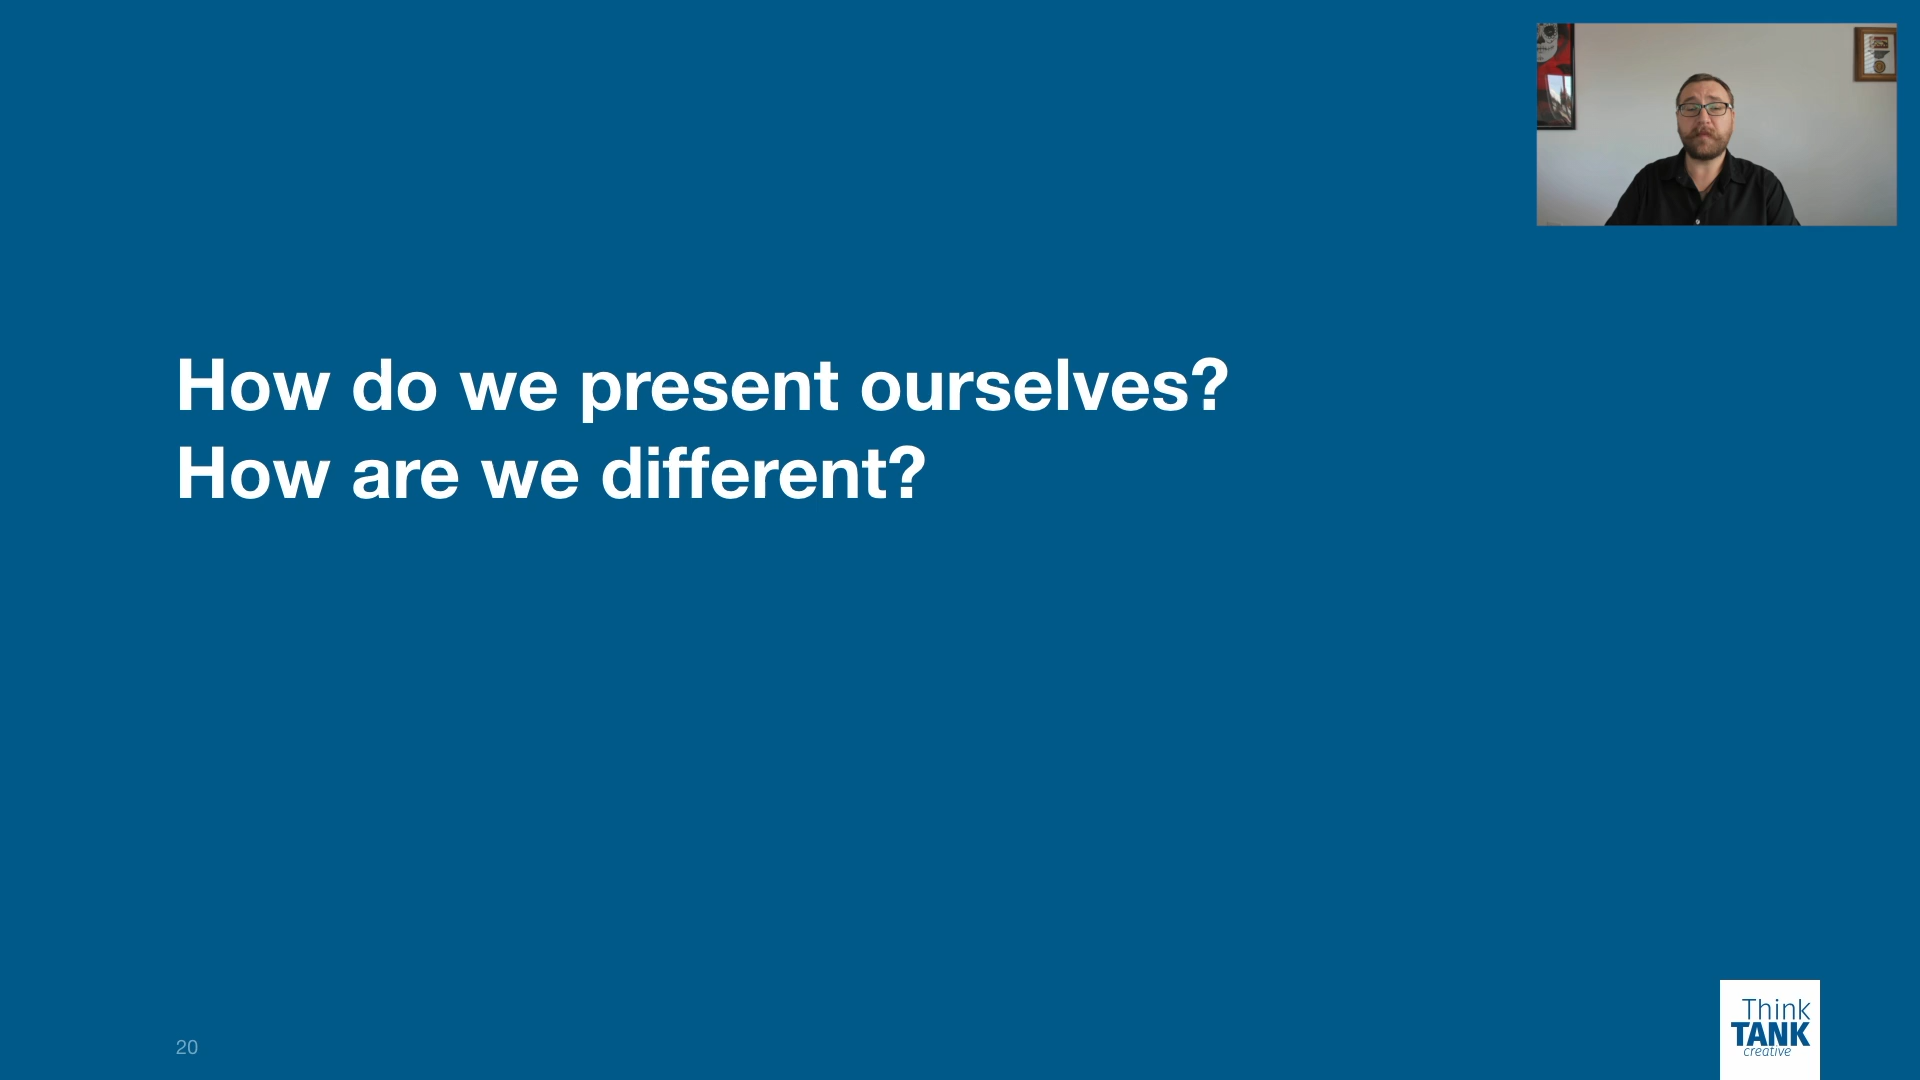 How do we present ourselves?
How are we different?
20
Think
TANK
creative